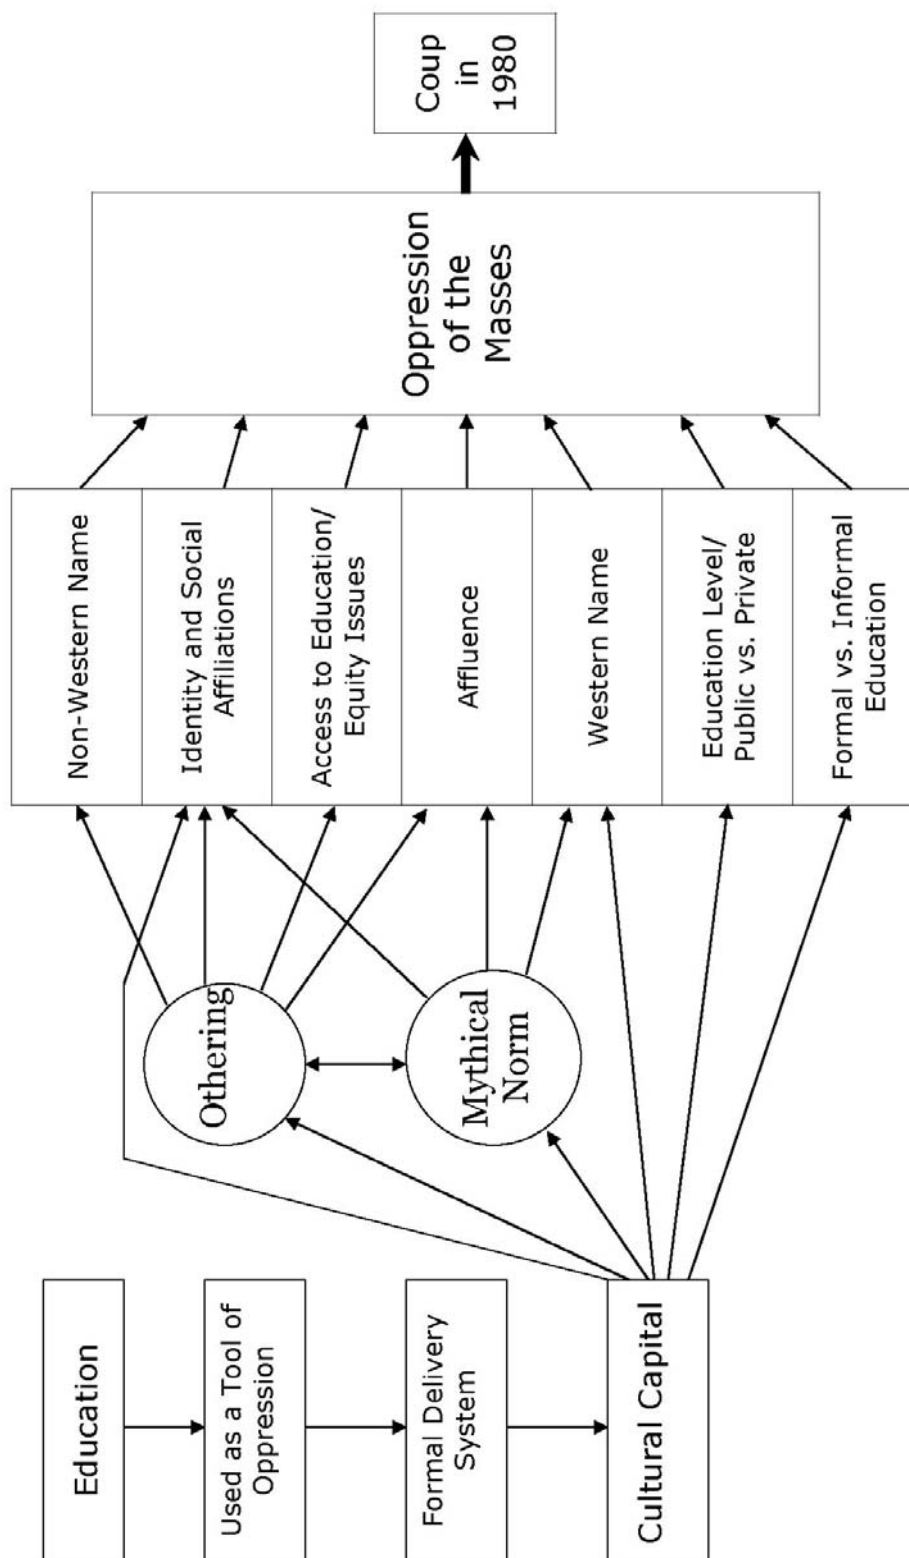 Education
Used as a Tool of
Oppression
Formal Delivery
System
Cultural Capital
Othering
Mythical
Norm
Non-Western Name
Identity and Social
Affiliations
Access to Education/
Equity Issues
Affluence
Western Name
Education Level/
Public vs. Private
Formal vs. Informal
Education
Oppression
of the
Masses
Coup
in
1980